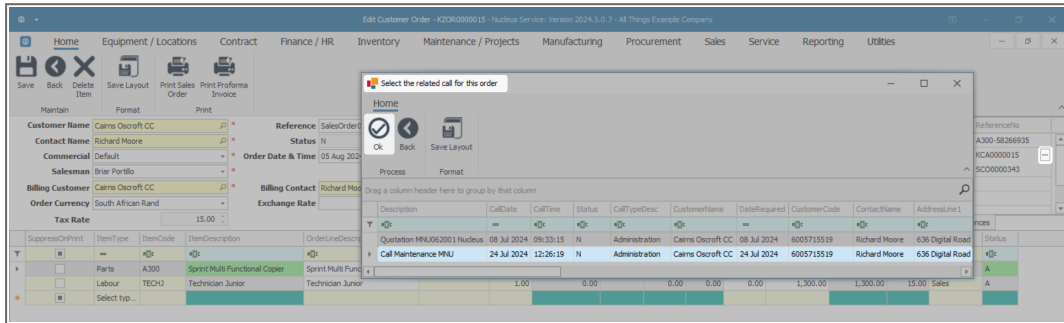 Edit Customer Order - KZOR0000015 - Nucleus Service: Version 2024.5.0.7 - All Things Example Company
Home Equipment / Locations Contract Finance / HR Inventory Maintenance / Projects Manufacturing Procurement Sales Service Reporting Utilities
Save Back Delete Item Save Layout Print Sales Order Print Proforma Invoice
Maintain Format Print
Customer Name Cairns Oscroft CC *
Contact Name Richard Moore *
Commercial Default
Salesman Briar Portillo
Billing Customer Cairns Oscroft CC *
Order Currency South African Rand
Tax Rate 15.00
Reference SalesOrder
Status N
* Order Date & Time 05 Aug 202
Billing Contact Richard Moo
Exchange Rate
Select the related call for this order
Home
Ok Back Save Layout
Process Format
Drag a column header here to group by that column
Description CallDate CallTime Status CallTypeDesc CustomerName DateRequired CustomerCode ContactName AddressLine1
Quotation MNU062001 Nucleus 08 Jul 2024 09:33:15 N Administration Cairns Oscroft CC 08 Jul 2024 6005715519 Richard Moore 636 Digital Road
Call Maintenance MNU 24 Jul 2024 12:26:19 N Administration Cairns Oscroft CC 24 Jul 2024 6005715519 Richard Moore 636 Digital Road
ReferenceNo
A300-58266935
KCA0000015 ...
SCO0000343
nces
SuppressOnPrint ItemType ItemCode ItemDescription OrderLineDescrip Status
Parts A300 Sprint Multi Functional Copier Sprint Multi Func A
Labour TECHJ Technician Junior Technician Junior 1.00 0.00 0.00 0.00 0.00 1,300.00 1,300.00 15.00 Sales A
Select typ...